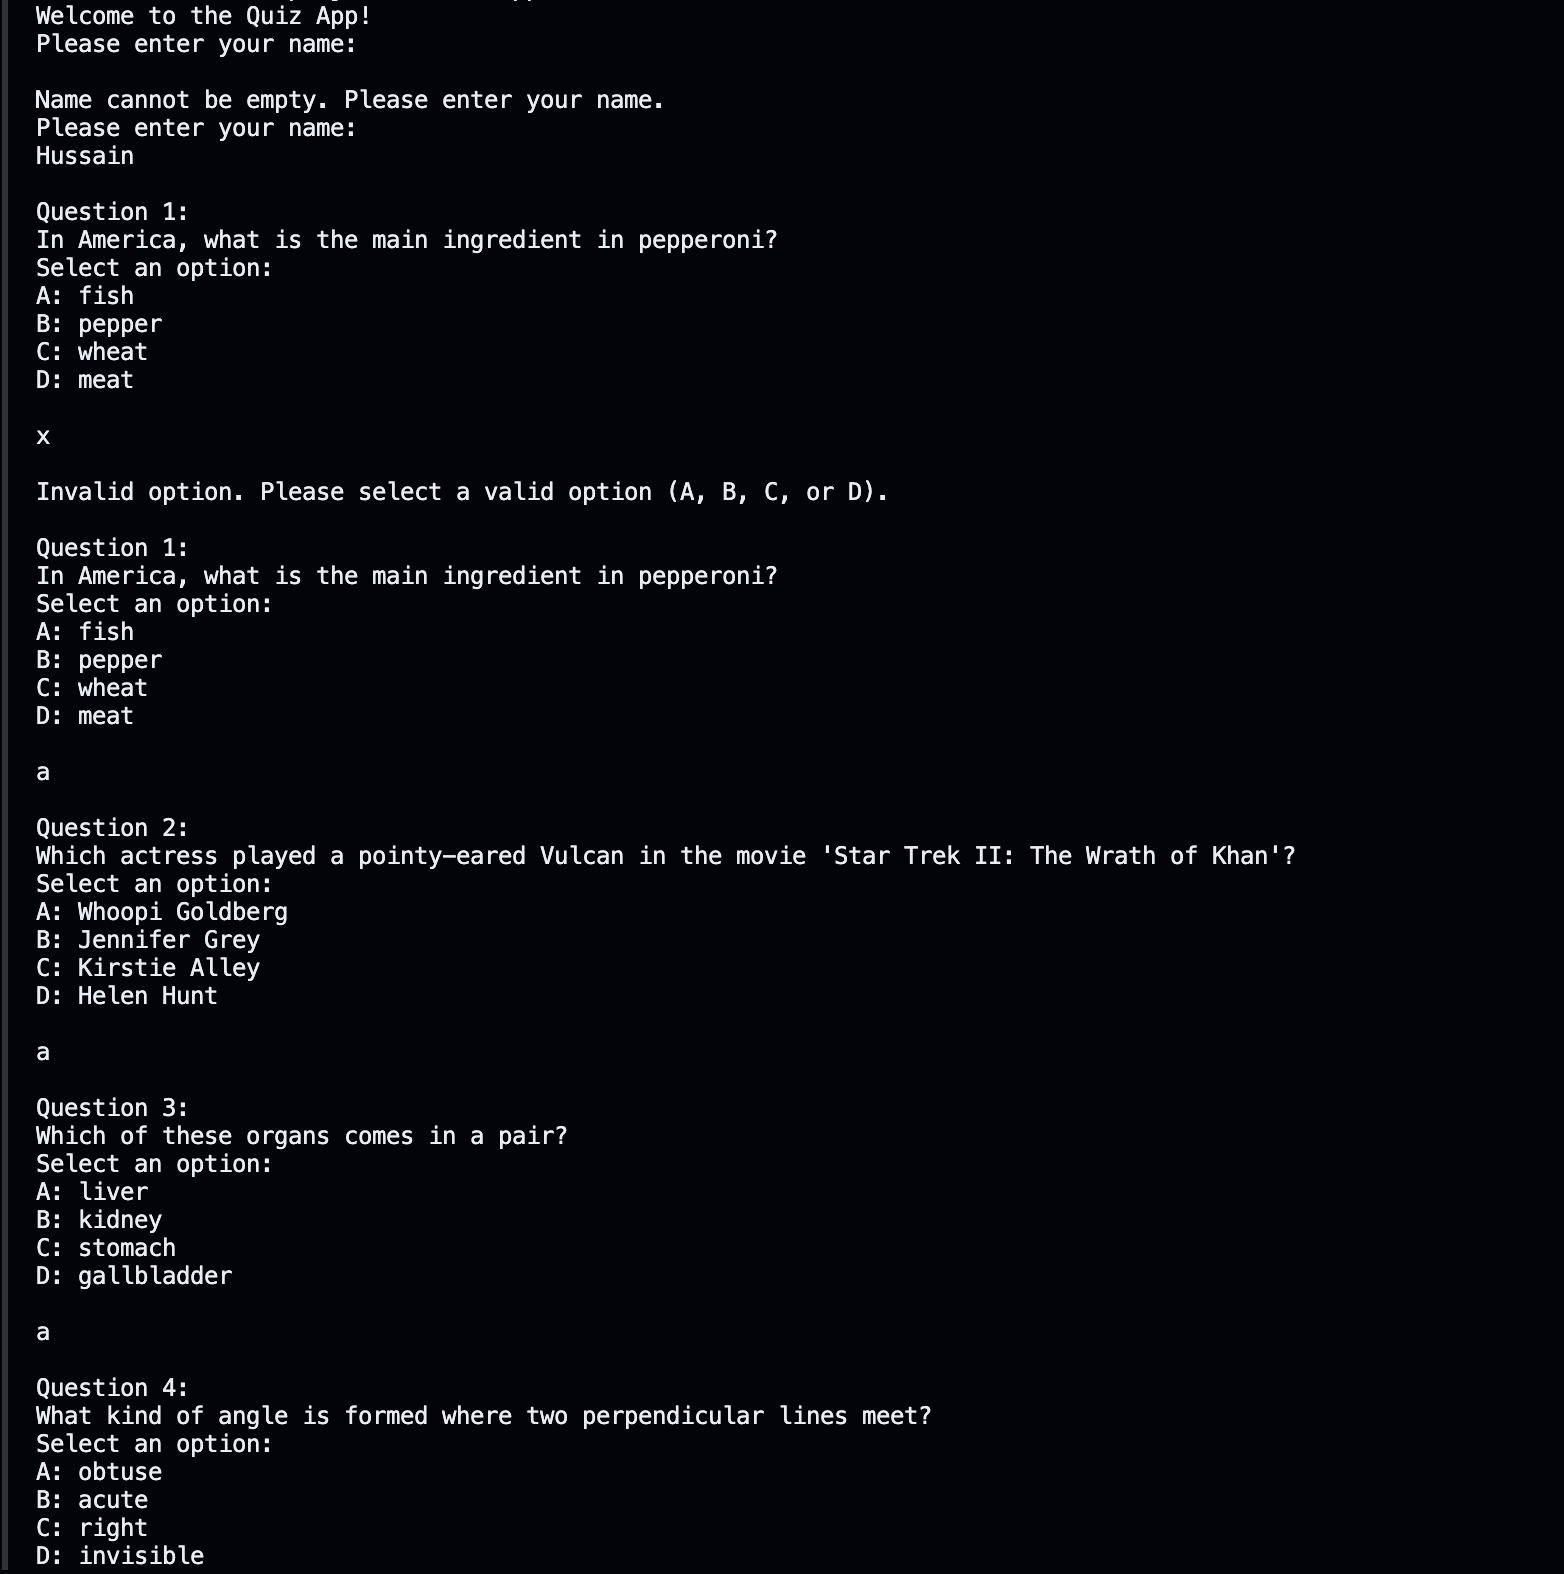 Welcome to the Quiz App!
Please enter your name:
Name cannot be empty. Please enter your name.
Please enter your name:
Hussain
Question 1:
In America, what is the main ingredient in pepperoni?
Select an option:
A: fish
B: pepper
C: wheat
D: meat
x
Invalid option. Please select a valid option (A, B, C, or D).
Question 1:
In America, what is the main ingredient in pepperoni?
Select an option:
A: fish
B: pepper
C: wheat
D: meat
a
Question 2:
Which actress played a pointy-eared Vulcan in the movie 'Star Trek II: The Wrath of Khan'?
Select an option:
A: Whoopi Goldberg
B: Jennifer Grey
C: Kirstie Alley
D: Helen Hunt
a
Question 3:
Which of these organs comes in a pair?
Select an option:
A: liver
B: kidney
C: stomach
D: gallbladder
a
Question 4:
What kind of angle is formed where two perpendicular lines meet?
Select an option:
A: obtuse
B: acute
C: right
D: invisible